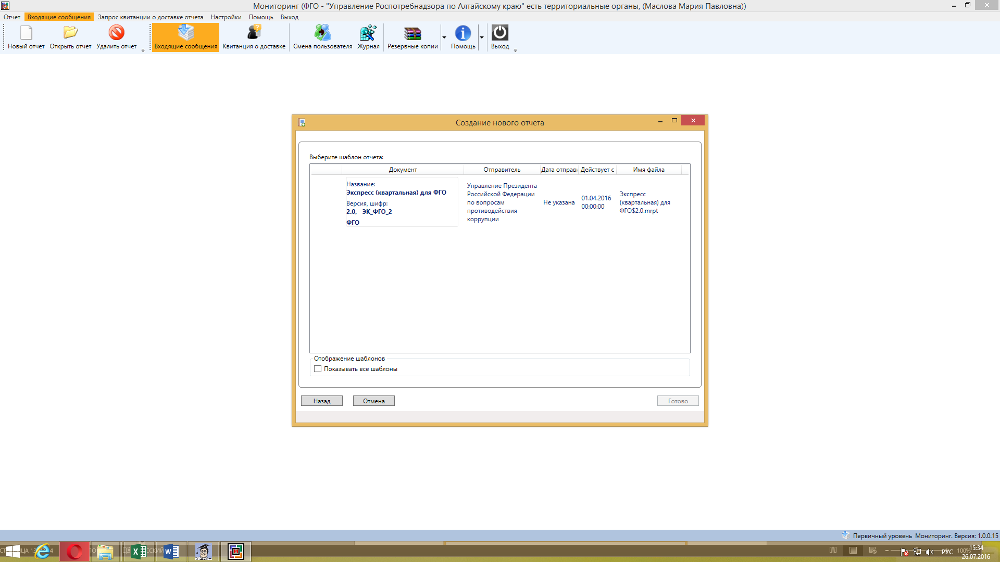 Мониторинг (ФГО - "Управление Роспотребнадзора по Алтайскому краю" есть территориальные органы, (Маслова Мария Павловна))
Отчет Входящие сообщения Запрос квитанции о доставке отчета Настройки Помощь Выход
Новый отчет Открыть отчет Удалить отчет Входящие сообщения Квитанция о доставке Смена пользователя Журнал Резервные копии Помощь Выход
Создание нового отчета
Выберите шаблон отчета:
Документ Отправитель Дата отправ Действует с Имя файла
Название:
Экспресс (квартальная) для ФГО
Версия, шифр:
2.0, ЭК_ФГО_2
ФГО
Управление Президента
Российской Федерации
по вопросам
противодействия
коррупции
Не указана
01.04.2016
00:00:00
Экспресс
(квартальная) для
ФГО$2.0.mrpt
Отображение шаблонов
Показывать все шаблоны
Назад Отмена Готово
Первичный уровень Мониторинг. Версия: 1.0.0.15
РУС
100%
15:34
26.07.2016